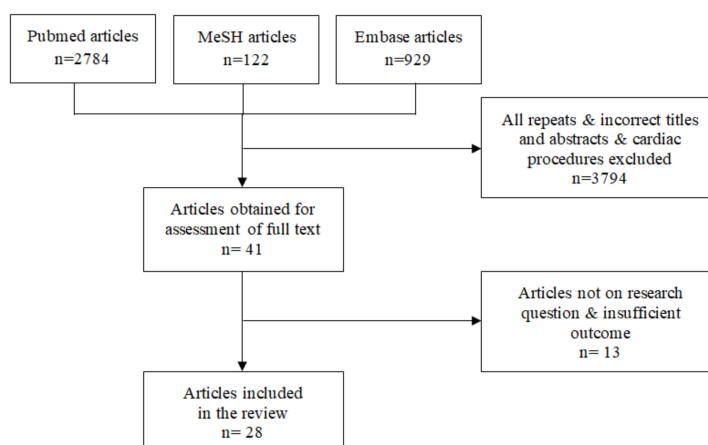 Pubmed articles
n=2784
MeSH articles
n=122
Embase articles
n=929
All repeats & incorrect titles
and abstracts & cardiac
procedures excluded
n=3794
Articles obtained for
assessment of full text
n= 41
Articles not on research
question & insufficient
outcome
n= 13
Articles included
in the review
n= 28